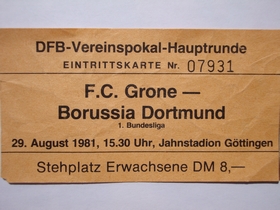 DFB-Vereinspokal-Hauptrunde
EINTRITTSKARTE Nr. 07931
F.C. Grone —
Borussia Dortmund
1. Bundesliga
29. August 1981, 15.30 Uhr, Jahnstadion Göttingen
Stehplatz Erwachsene DM 8,—